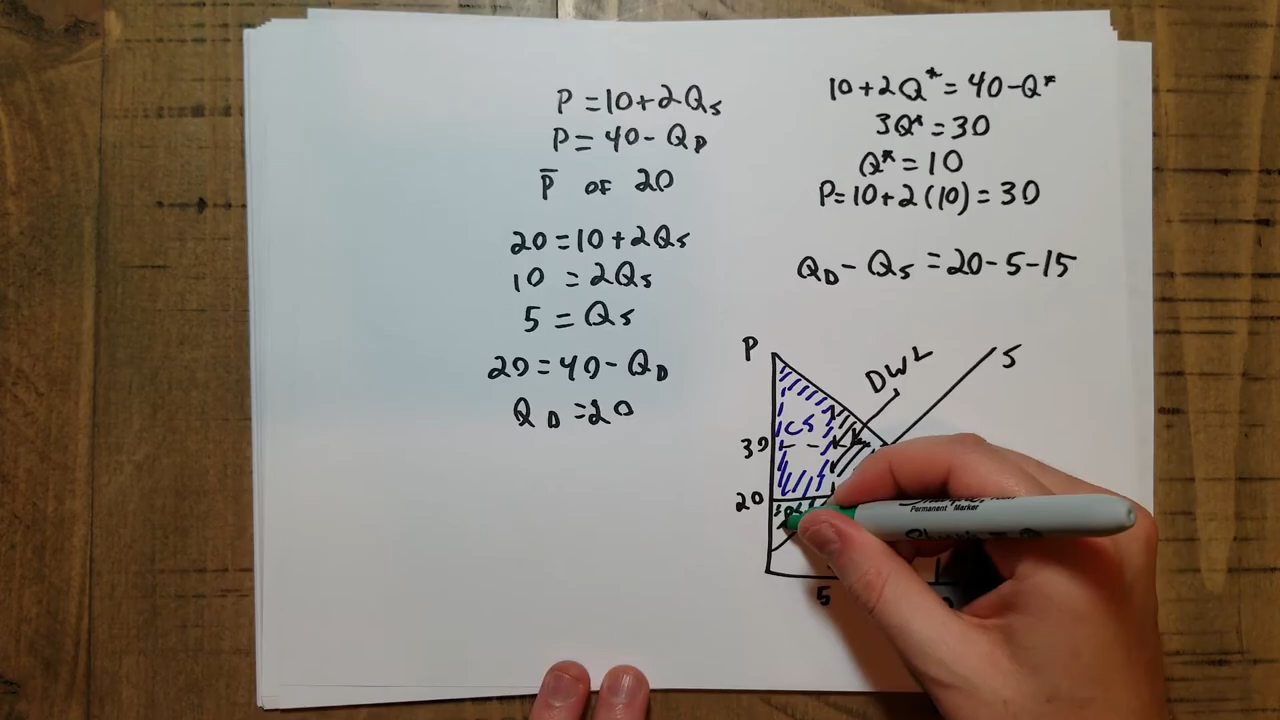 P = 10 + 2Qs
P = 40 - QD
P̄ of 20
20 = 10 + 2Qs
10 = 2Qs
5 = Qs
20 = 40 - QD
QD = 20
10 + 2Q* = 40 - Q*
3Q* = 30
Q* = 10
P = 10 + 2(10) = 30
QD - Qs = 20 - 5 - 15
P
DWL
S
CS
30
20
5
Permanent Marker